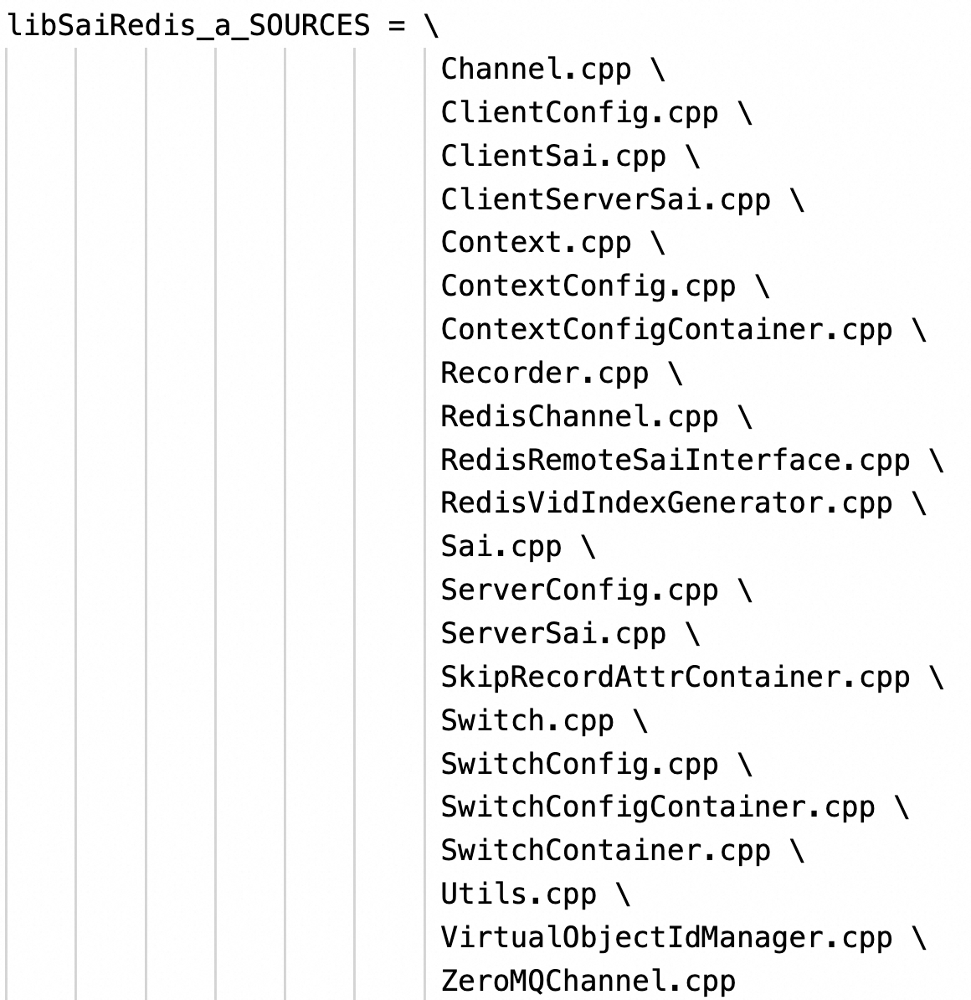 libSaiRedis_a_SOURCES = \
Channel.cpp \
ClientConfig.cpp \
ClientSai.cpp \
ClientServerSai.cpp \
Context.cpp \
ContextConfig.cpp \
ContextConfigContainer.cpp \
Recorder.cpp \
RedisChannel.cpp \
RedisRemoteSaiInterface.cpp \
RedisVidIndexGenerator.cpp \
Sai.cpp \
ServerConfig.cpp \
ServerSai.cpp \
SkipRecordAttrContainer.cpp \
Switch.cpp \
SwitchConfig.cpp \
SwitchConfigContainer.cpp \
SwitchContainer.cpp \
Utils.cpp \
VirtualObjectIdManager.cpp \
ZeroMQChannel.cpp